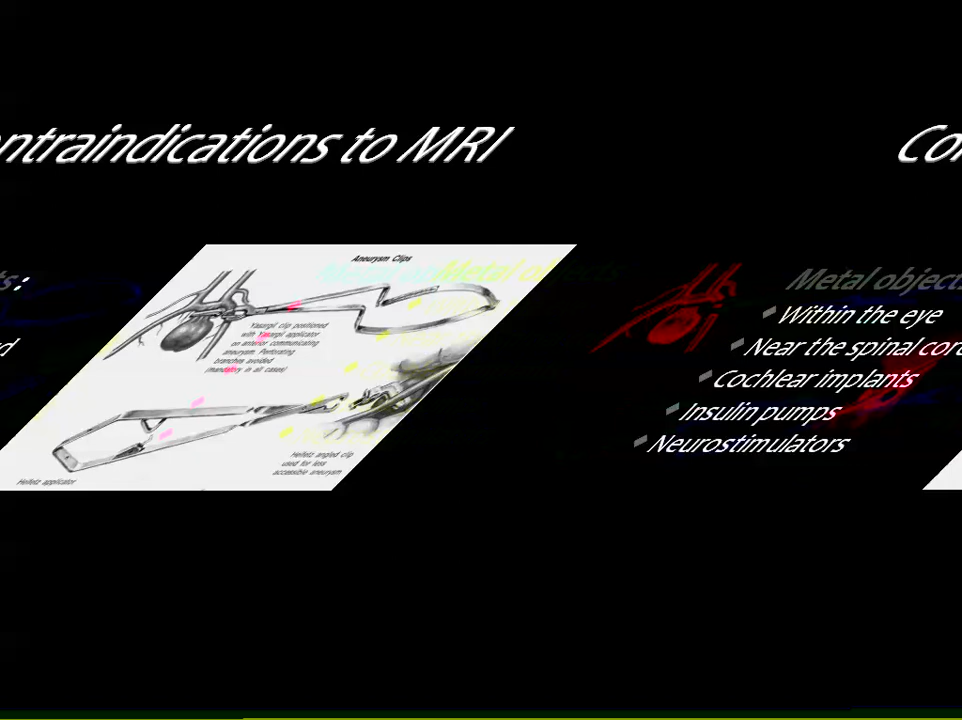 ontraindications to MRI
Con
Aneurysm Clips
Yasargil clip positioned
with Yasargil applicator
on anterior communicating
aneurysm. Perforating
branches avoided
(mandatory in all cases)
Heifetz angled clip
used for less
accessible aneurysm
Heifetz applicator
Metal objects
Within the eye
Near the spinal cord
Cochlear implants
Insulin pumps
Neurostimulators